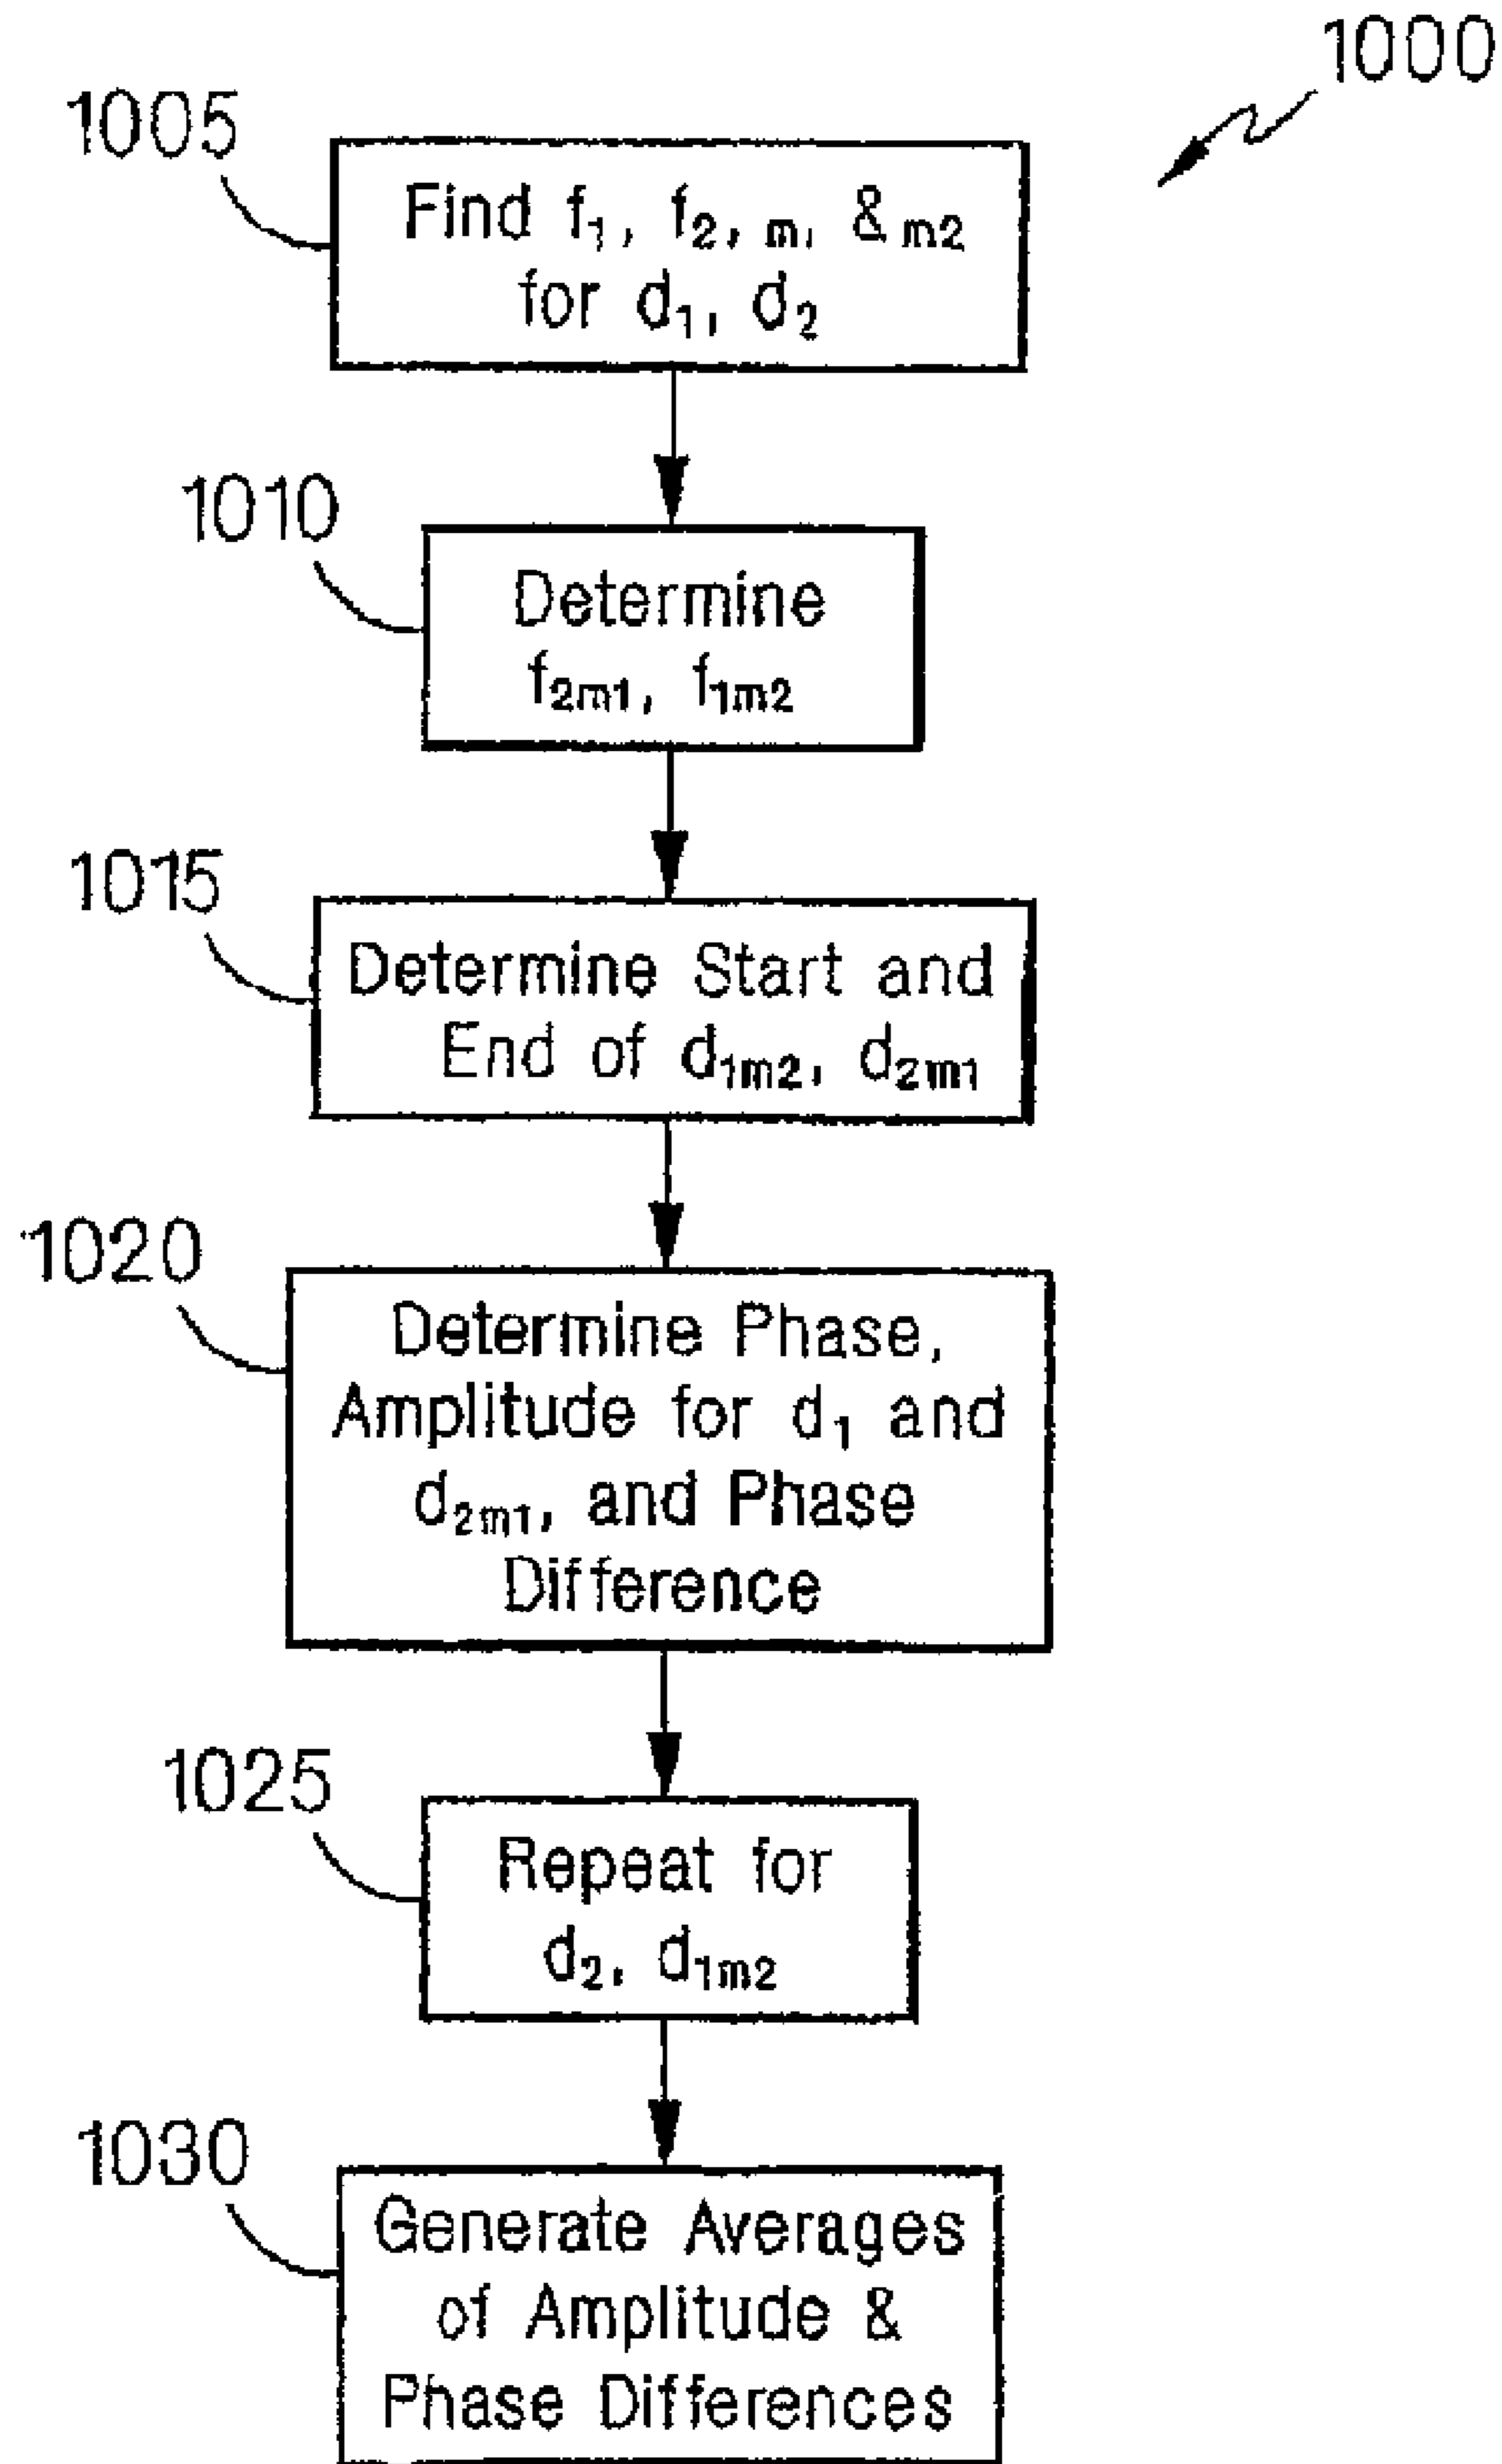 1000
1005
Find f₁, f₂, m, &m2
for d₁, d₂
1010
Determine
f₂ₘ₁, f₁ₘ₂
1015
Determine Start and
End of d₁ₘ₂, d₂ₘ₁
1020
Determine Phase,
Amplitude for d₁ and
d₂ₘ₁, and Phase
Difference
1025
Repeat for
d₂, d₁ₘ₂
1030
Generate Averages
of Amplitude &
Phase Differences